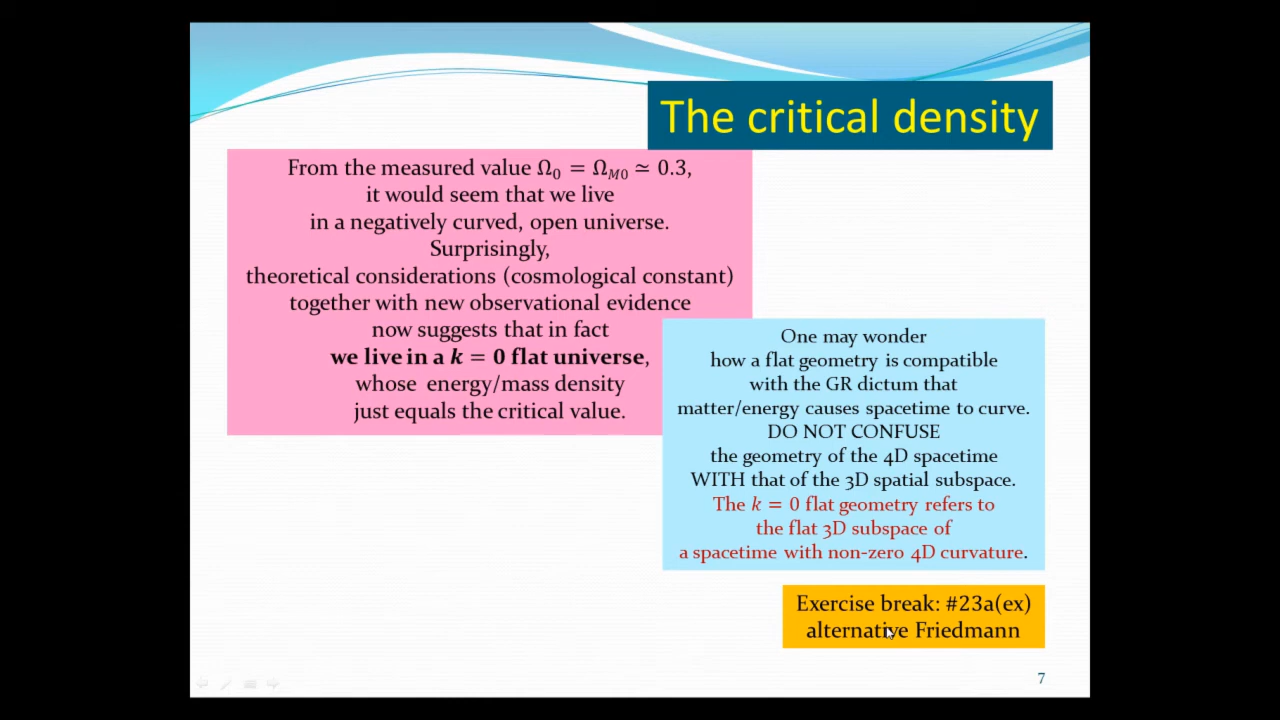 The critical density
From the measured value Ω₀ = Ω_M0 ≃ 0.3,
it would seem that we live
in a negatively curved, open universe.
Surprisingly,
theoretical considerations (cosmological constant)
together with new observational evidence
now suggests that in fact
we live in a k = 0 flat universe,
whose energy/mass density
just equals the critical value.
One may wonder
how a flat geometry is compatible
with the GR dictum that
matter/energy causes spacetime to curve.
DO NOT CONFUSE
the geometry of the 4D spacetime
WITH that of the 3D spatial subspace.
The k = 0 flat geometry refers to
the flat 3D subspace of
a spacetime with non-zero 4D curvature.
Exercise break: #23a(ex)
alternative Friedmann
7